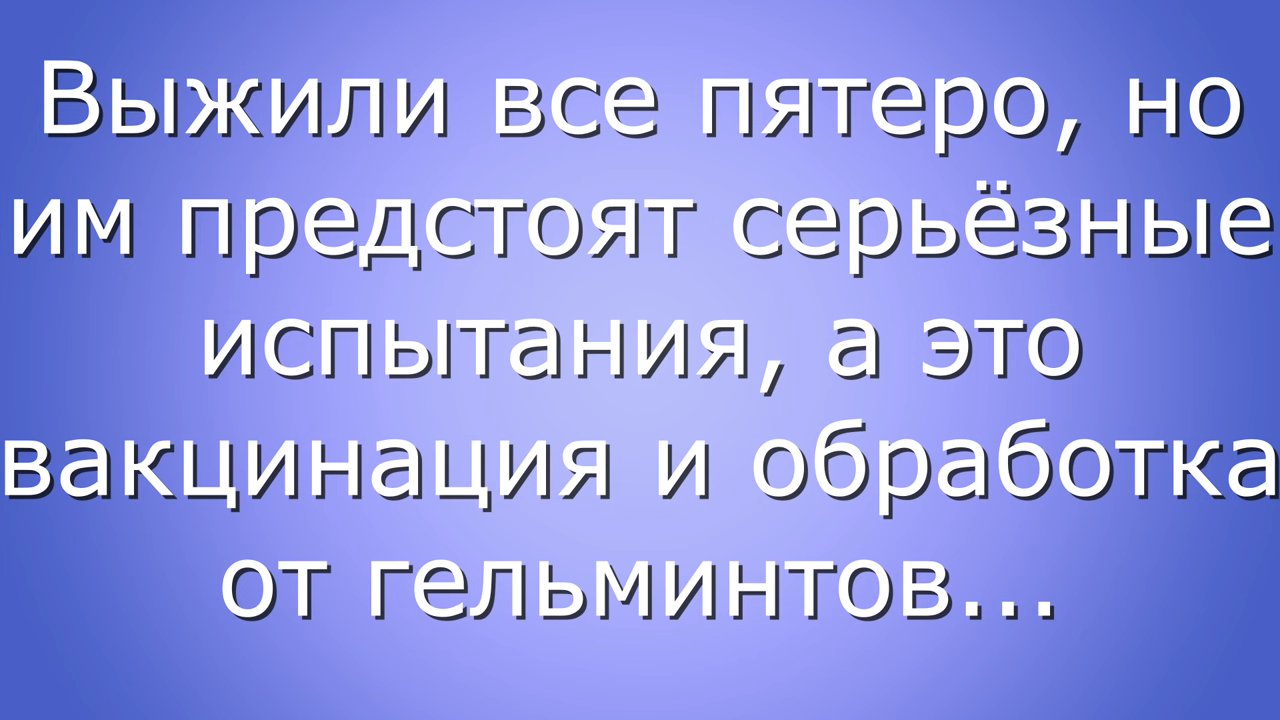 Выжили все пятеро, но
им предстоят серьёзные
испытания, а это
вакцинация и обработка
от гельминтов...